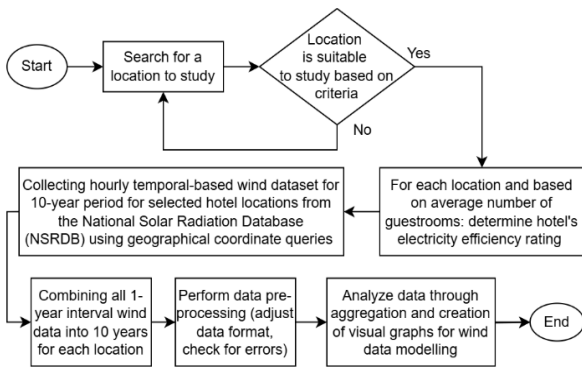 Start
Search for a
location to study
Location
is suitable
to study based on
criteria
Yes
No
For each location and based
on average number of
guestrooms: determine hotel's
electricity efficiency rating
Collecting hourly temporal-based wind dataset for
10-year period for selected hotel locations from
the National Solar Radiation Database
(NSRDB) using geographical coordinate queries
Combining all 1-
year interval wind
data into 10 years
for each location
Perform data pre-
processing (adjust
data format,
check for errors)
Analyze data through
aggregation and creation
of visual graphs for wind
data modelling
End